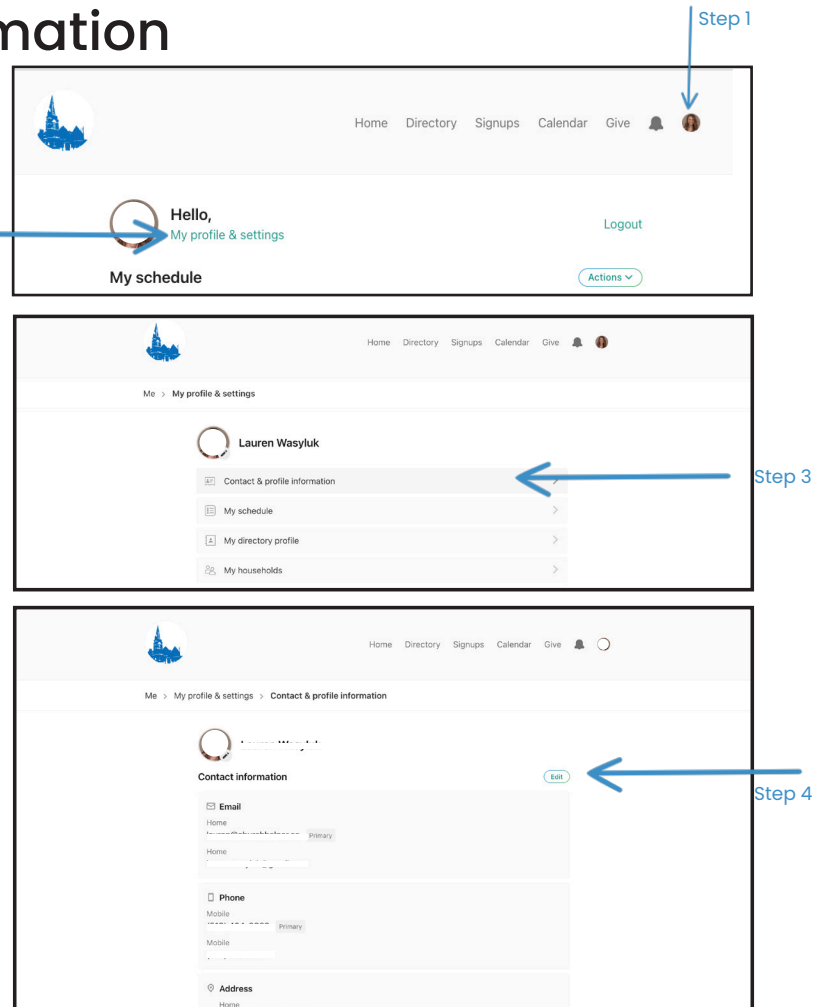 mation
Step 1
Home Directory Signups Calendar Give
Hello,
My profile & settings
Logout
My schedule
Actions
Home Directory Signups Calendar Give
Me > My profile & settings
Lauren Wasyluk
Contact & profile information
Step 3
My schedule
My directory profile
My households
Home Directory Signups Calendar Give
Me > My profile & settings > Contact & profile information
Contact information
Edit
Step 4
Email
Home
Primary
Home
Phone
Mobile
Primary
Mobile
Address
Home